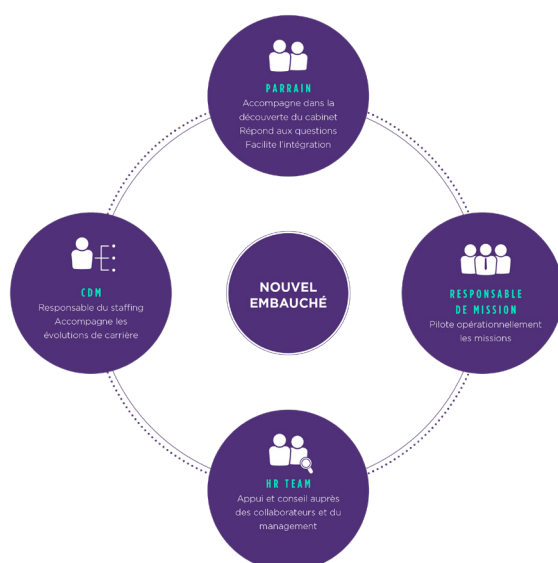 PARRAIN
Accompagne dans la
découverte du cabinet
Répond aux questions
Facilite l'intégration
CDM
Responsable du staffing
Accompagne les
évolutions de carrière
NOUVEL
EMBAUCHÉ
RESPONSABLE
DE MISSION
Pilote opérationnellement
les missions
HR TEAM
Appui et conseil auprès
des collaborateurs et du
management